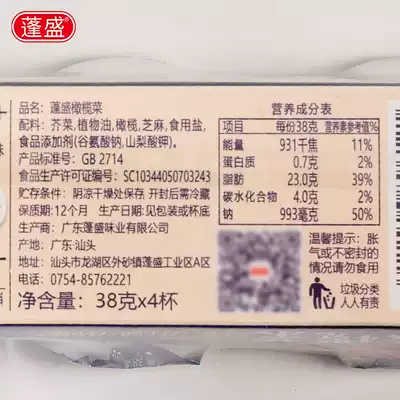 蓬盛
品名：蓬盛橄榄菜
配料：芥菜,植物油,橄榄,芝麻,食用盐,
食品添加剂(谷氨酸钠,山梨酸钾)。
产品标准号：GB 2714
食品生产许可证编号：SC10344050703243
贮存条件：阴凉干燥处保存 开封后需冷藏
保质期：12个月 生产日期：见包装或杯底
生产商：广东蓬盛味业有限公司
产地：广东·汕头
地址：汕头市龙湖区外砂镇蓬盛工业区A区
电话：0754-85762221
净含量：38克x4杯
营养成分表
项目 每份38克 营养素参考值%
能量 931千焦 11%
蛋白质 0.7克 2%
脂肪 23.0克 39%
碳水化合物 4.0克 2%
钠 993毫克 50%
温馨提示：胀
气或不密封的
情况请勿食用
垃圾分类
人人有责
味